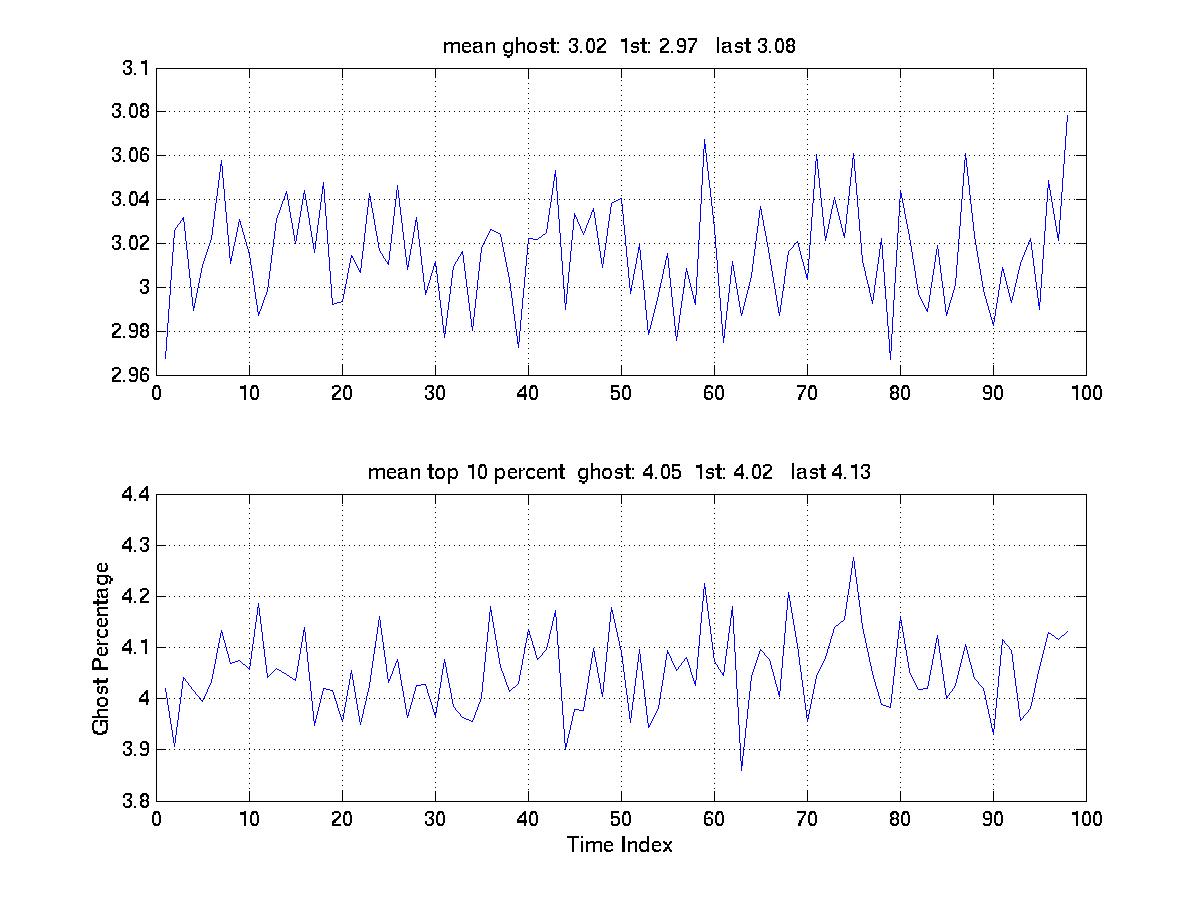 mean ghost: 3.02 1st: 2.97 last 3.08
3.1
3.08
3.06
3.04
3.02
3
2.98
2.96
0 10 20 30 40 50 60 70 80 90 100
mean top 10 percent ghost: 4.05 1st: 4.02 last 4.13
Ghost Percentage
4.4
4.3
4.2
4.1
4
3.9
3.8
0 10 20 30 40 50 60 70 80 90 100
Time Index